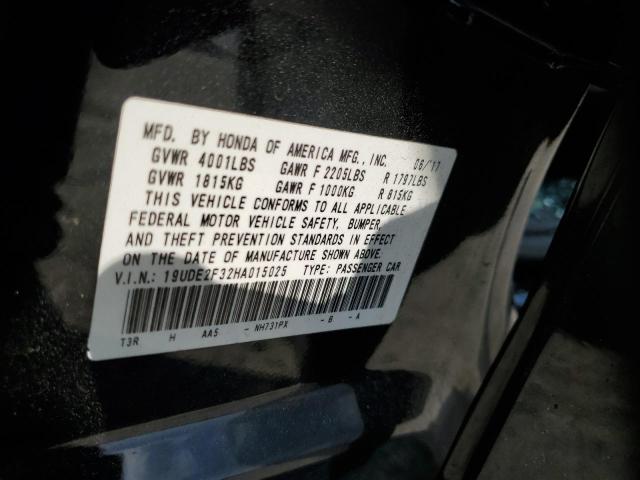 MFD. BY HONDA OF AMERICA MFG., INC. 06/'17
GVWR 4001LBS GAWR F 2205LBS R 1797LBS
GVWR 1815KG GAWR F 1000KG R 815KG
THIS VEHICLE CONFORMS TO ALL APPLICABLE
FEDERAL MOTOR VEHICLE SAFETY, BUMPER,
AND THEFT PREVENTION STANDARDS IN EFFECT
ON THE DATE OF MANUFACTURE SHOWN ABOVE.
V.I.N.: 19UDE2F32HA015025 TYPE: PASSENGER CAR
T3R H AA5 - NH731PX - B - A